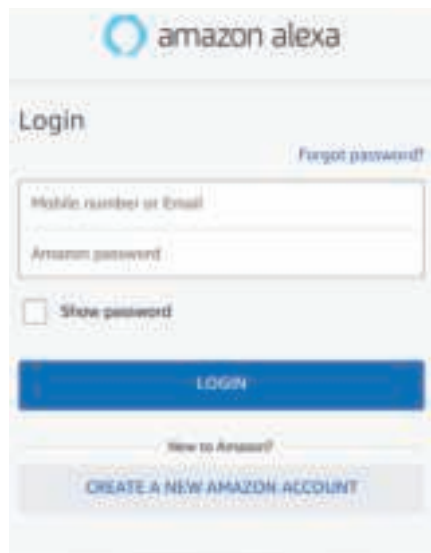 amazon alexa
Login
Forgot password?
Mobile number or Email
Amazon password
Show password
LOGIN
New to Amazon?
CREATE A NEW AMAZON ACCOUNT